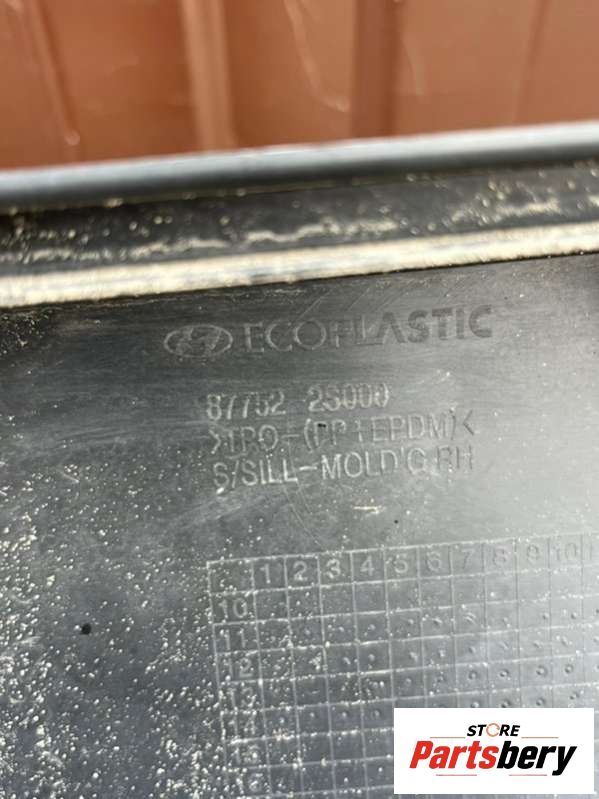 ECOPLASTIC
87752 2S000
>TPO-(PP+EPDM)<
S/SILL-MOLD'G RH
1 2 3 4 5 6 7 8 9 10
10
11
12
13
STORE
Partsbery